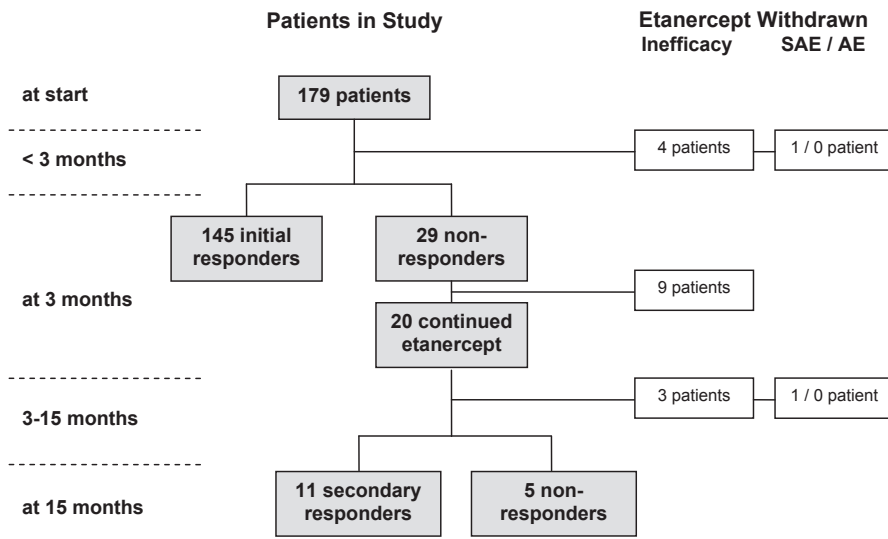 Patients in Study
Etanercept Withdrawn
Inefficacy
SAE / AE
at start
179 patients
< 3 months
4 patients
1 / 0 patient
145 initial
responders
29 non-
responders
at 3 months
9 patients
20 continued
etanercept
3-15 months
3 patients
1 / 0 patient
at 15 months
11 secondary
responders
5 non-
responders